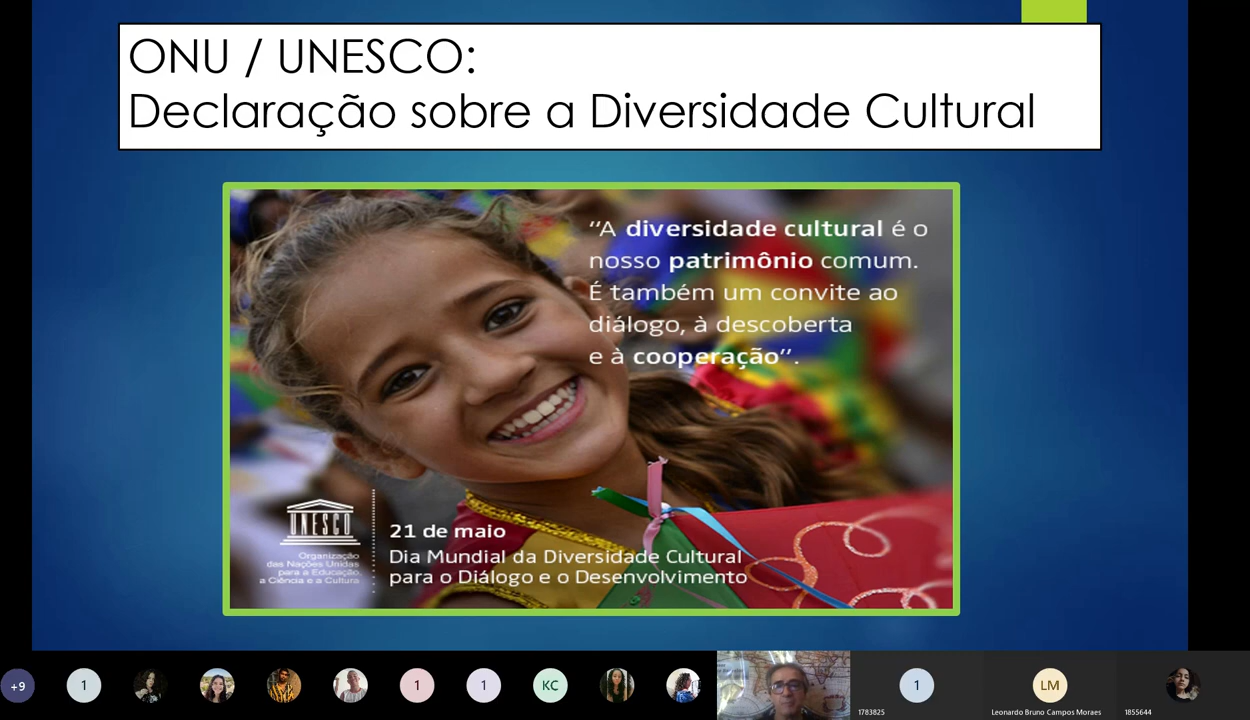 ONU / UNESCO:
Declaração sobre a Diversidade Cultural
“A diversidade cultural é o
nosso patrimônio comum.
É também um convite ao
diálogo, à descoberta
e à cooperação”.
UNESCO
Organização
das Nações Unidas
para a Educação,
a Ciência e a Cultura
21 de maio
Dia Mundial da Diversidade Cultural
para o Diálogo e o Desenvolvimento
+9
1
1
1
KC
1
LM
1783825
Leonardo Bruno Campos Moraes
1855644